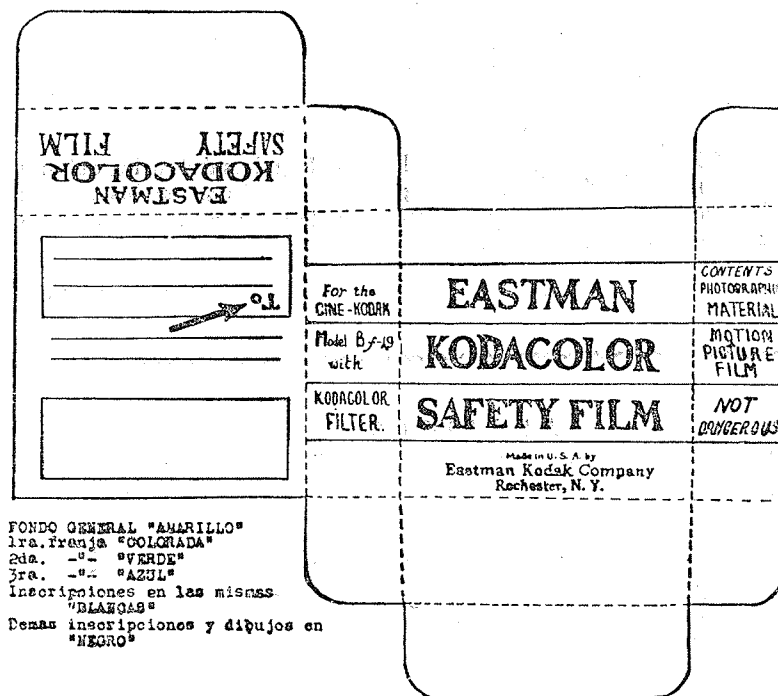 EASTMAN
KODACOLOR
SAFETY FILM
To
For the
CINE-KODAK
Model B f-1.9
with
KODACOLOR
FILTER.
EASTMAN
KODACOLOR
SAFETY FILM
Made in U. S. A. by
Eastman Kodak Company
Rochester, N. Y.
CONTENTS
PHOTOGRAPHIC
MATERIAL
MOTION
PICTURE
FILM
NOT
DANGEROUS
FONDO GENERAL "AMARILLO"
1ra. franja "COLORADA"
2da. -"- "VERDE"
3ra. -"- "AZUL"
Inscripciones en las mismas
"BLANCAS"
Demas inscripciones y dibujos en
"NEGRO"